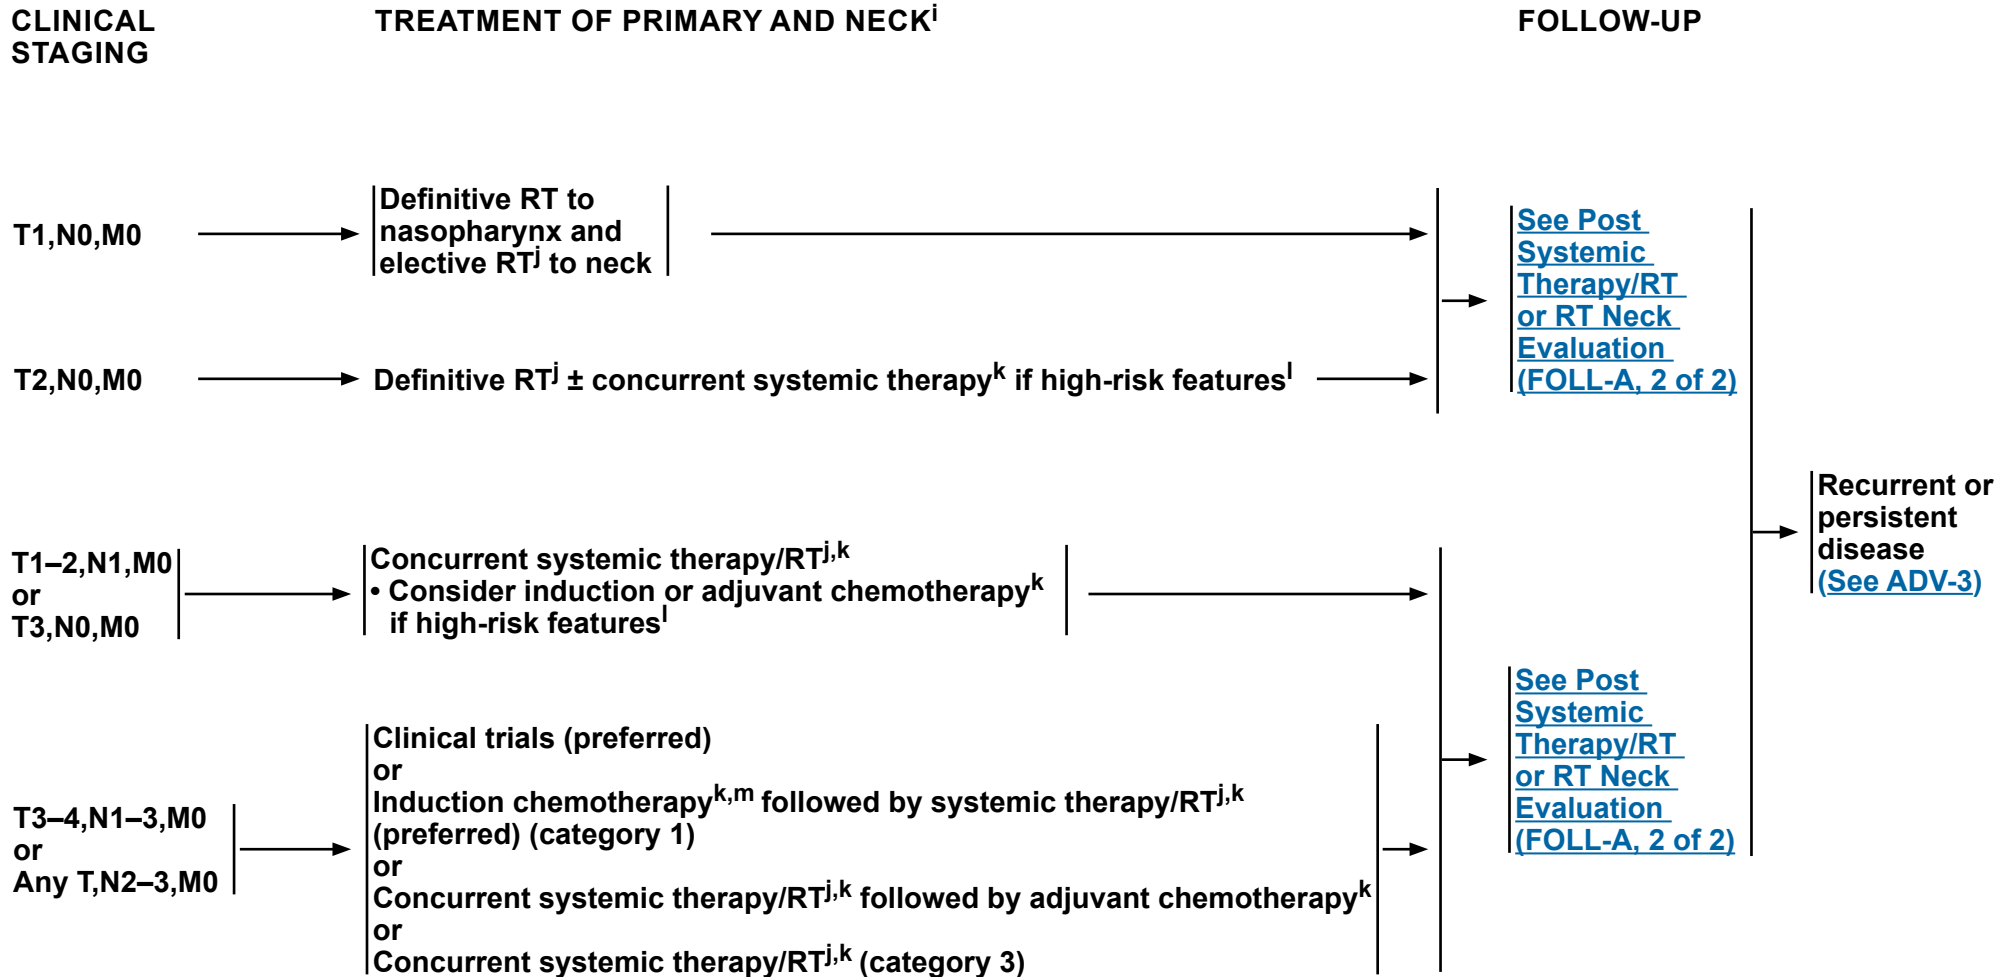 CLINICAL
STAGING
TREATMENT OF PRIMARY AND NECKⁱ
FOLLOW-UP
T1,N0,M0
Definitive RT to
nasopharynx and
elective RTʲ to neck
T2,N0,M0
Definitive RTʲ ± concurrent systemic therapyᵏ if high-risk featuresˡ
See Post
Systemic
Therapy/RT
or RT Neck
Evaluation
(FOLL-A, 2 of 2)
T1–2,N1,M0
or
T3,N0,M0
Concurrent systemic therapy/RTʲ,ᵏ
• Consider induction or adjuvant chemotherapyᵏ
if high-risk featuresˡ
T3–4,N1–3,M0
or
Any T,N2–3,M0
Clinical trials (preferred)
or
Induction chemotherapyᵏ,ᵐ followed by systemic therapy/RTʲ,ᵏ
(preferred) (category 1)
or
Concurrent systemic therapy/RTʲ,ᵏ followed by adjuvant chemotherapyᵏ
or
Concurrent systemic therapy/RTʲ,ᵏ (category 3)
See Post
Systemic
Therapy/RT
or RT Neck
Evaluation
(FOLL-A, 2 of 2)
Recurrent or
persistent
disease
(See ADV-3)